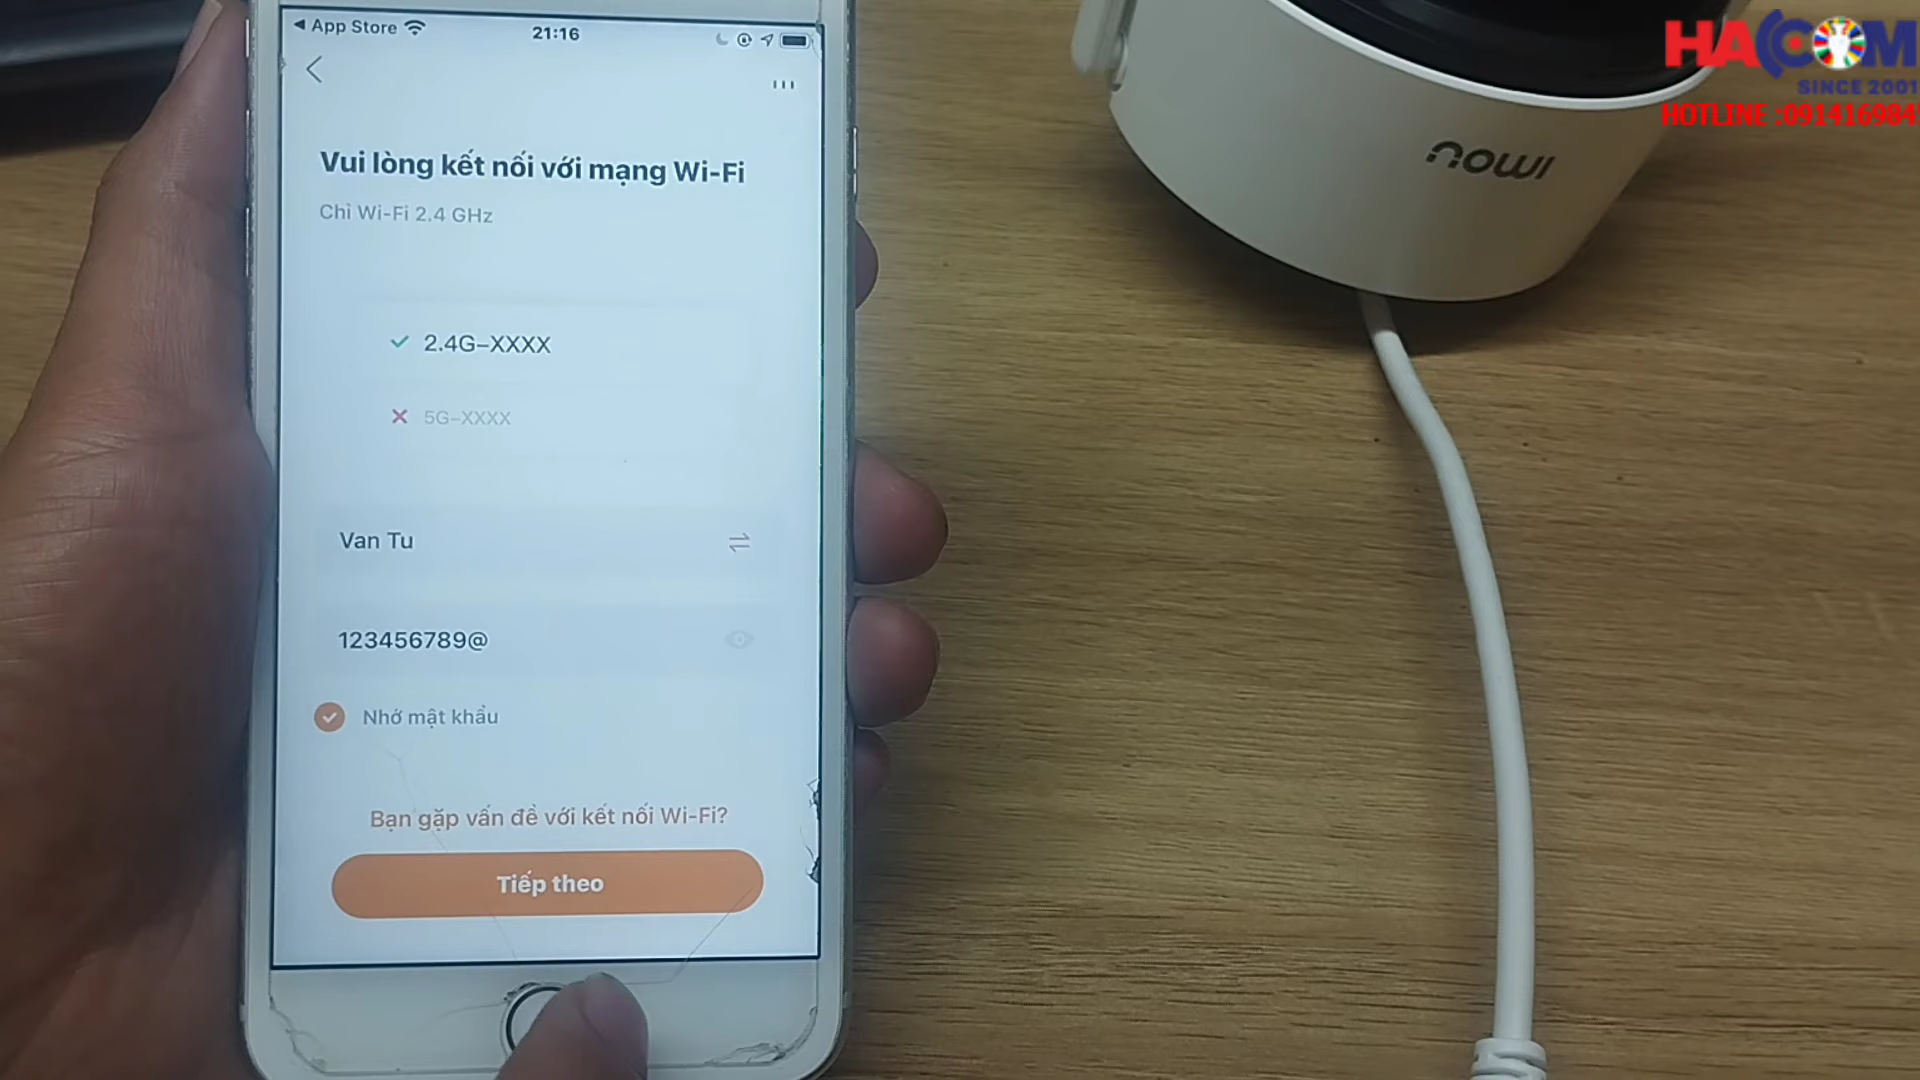 ◀ App Store
21:16
Vui lòng kết nối với mạng Wi-Fi
Chỉ Wi-Fi 2.4 GHz
2.4G-XXXX
5G-XXXX
Van Tu
123456789@
Nhớ mật khẩu
Bạn gặp vấn đề với kết nối Wi-Fi?
Tiếp theo
imou
HACOM
SINCE 2001
HOTLINE :091416984